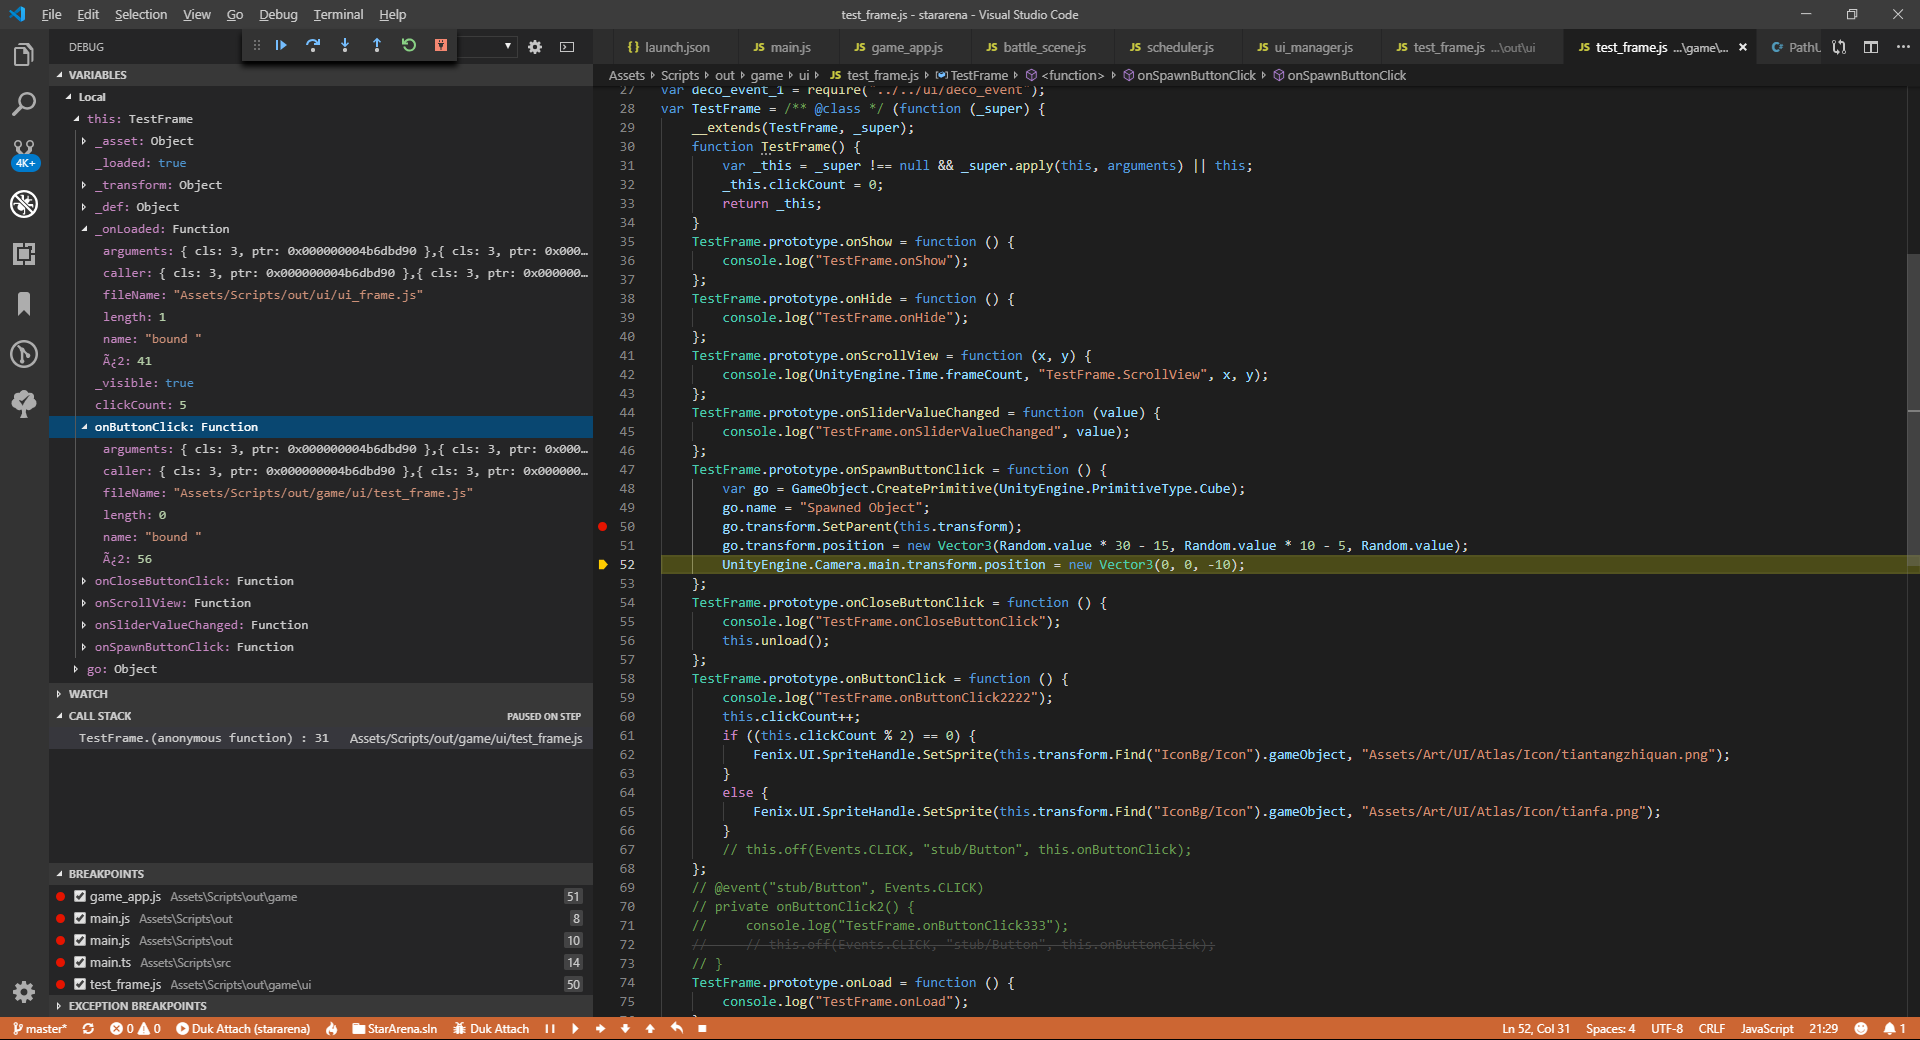 File Edit Selection View Go Debug Terminal Help
test_frame.js - stararena - Visual Studio Code
DEBUG
launch.json JS main.js JS game_app.js JS battle_scene.js JS scheduler.js JS ui_manager.js JS test_frame.js ...\out\ui JS test_frame.js ...\game\... PathU
4K+
VARIABLES
Local
this: TestFrame
_asset: Object
_loaded: true
_transform: Object
_def: Object
_onLoaded: Function
arguments: { cls: 3, ptr: 0x000000004b6dbd90 },{ cls: 3, ptr: 0x000...
caller: { cls: 3, ptr: 0x000000004b6dbd90 },{ cls: 3, ptr: 0x000000...
fileName: "Assets/Scripts/out/ui/ui_frame.js"
length: 1
name: "bound "
Ã¿2: 41
_visible: true
clickCount: 5
onButtonClick: Function
arguments: { cls: 3, ptr: 0x000000004b6dbd90 },{ cls: 3, ptr: 0x000...
caller: { cls: 3, ptr: 0x000000004b6dbd90 },{ cls: 3, ptr: 0x000000...
fileName: "Assets/Scripts/out/game/ui/test_frame.js"
length: 0
name: "bound "
Ã¿2: 56
onCloseButtonClick: Function
onScrollView: Function
onSliderValueChanged: Function
onSpawnButtonClick: Function
go: Object
WATCH
CALL STACK PAUSED ON STEP
TestFrame.(anonymous function) : 31 Assets/Scripts/out/game/ui/test_frame.js
BREAKPOINTS
game_app.js Assets\Scripts\out\game 51
main.js Assets\Scripts\out 8
main.js Assets\Scripts\out 10
main.ts Assets\Scripts\src 14
test_frame.js Assets\Scripts\out\game\ui 50
EXCEPTION BREAKPOINTS
Assets Scripts out game ui JS test_frame.js TestFrame <function> onSpawnButtonClick onSpawnButtonClick
27 var deco_event_1 = require("../../ui/deco_event");
28 var TestFrame = /** @class */ (function (_super) {
29 __extends(TestFrame, _super);
30 function TestFrame() {
31 var _this = _super !== null && _super.apply(this, arguments) || this;
32 _this.clickCount = 0;
33 return _this;
34 }
35 TestFrame.prototype.onShow = function () {
36 console.log("TestFrame.onShow");
37 };
38 TestFrame.prototype.onHide = function () {
39 console.log("TestFrame.onHide");
40 };
41 TestFrame.prototype.onScrollView = function (x, y) {
42 console.log(UnityEngine.Time.frameCount, "TestFrame.ScrollView", x, y);
43 };
44 TestFrame.prototype.onSliderValueChanged = function (value) {
45 console.log("TestFrame.onSliderValueChanged", value);
46 };
47 TestFrame.prototype.onSpawnButtonClick = function () {
48 var go = GameObject.CreatePrimitive(UnityEngine.PrimitiveType.Cube);
49 go.name = "Spawned Object";
50 go.transform.SetParent(this.transform);
51 go.transform.position = new Vector3(Random.value * 30 - 15, Random.value * 10 - 5, Random.value);
52 UnityEngine.Camera.main.transform.position = new Vector3(0, 0, -10);
53 };
54 TestFrame.prototype.onCloseButtonClick = function () {
55 console.log("TestFrame.onCloseButtonClick");
56 this.unload();
57 };
58 TestFrame.prototype.onButtonClick = function () {
59 console.log("TestFrame.onButtonClick2222");
60 this.clickCount++;
61 if ((this.clickCount % 2) == 0) {
62 Fenix.UI.SpriteHandle.SetSprite(this.transform.Find("IconBg/Icon").gameObject, "Assets/Art/UI/Atlas/Icon/tiantangzhiquan.png");
63 }
64 else {
65 Fenix.UI.SpriteHandle.SetSprite(this.transform.Find("IconBg/Icon").gameObject, "Assets/Art/UI/Atlas/Icon/tianfa.png");
66 }
67 // this.off(Events.CLICK, "stub/Button", this.onButtonClick);
68 };
69 // @event("stub/Button", Events.CLICK)
70 // private onButtonClick2() {
71 // console.log("TestFrame.onButtonClick333");
72 // // this.off(Events.CLICK, "stub/Button", this.onButtonClick);
73 // }
74 TestFrame.prototype.onLoad = function () {
75 console.log("TestFrame.onLoad");
master* 0 0 Duk Attach (stararena) StarArena.sln Duk Attach Ln 52, Col 31 Spaces: 4 UTF-8 CRLF JavaScript 21:29 1